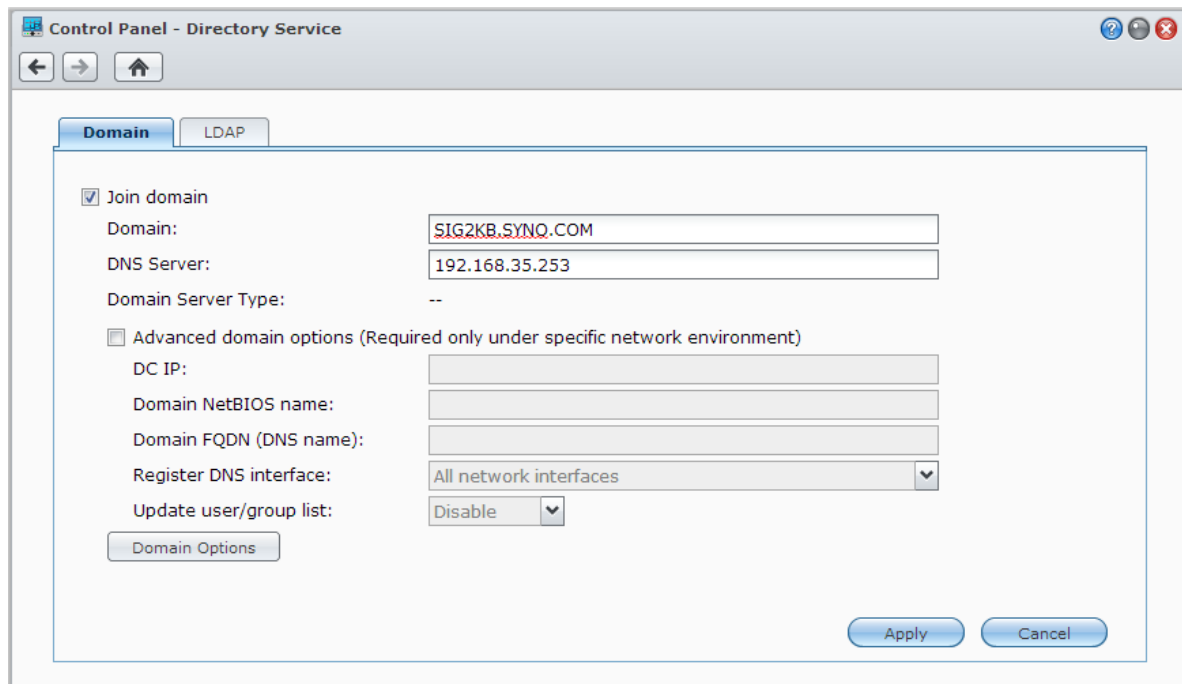 Control Panel - Directory Service
Domain
LDAP
Join domain
Domain: SIG2KB.SYNO.COM
DNS Server: 192.168.35.253
Domain Server Type: --
Advanced domain options (Required only under specific network environment)
DC IP:
Domain NetBIOS name:
Domain FQDN (DNS name):
Register DNS interface: All network interfaces
Update user/group list: Disable
Domain Options
Apply
Cancel